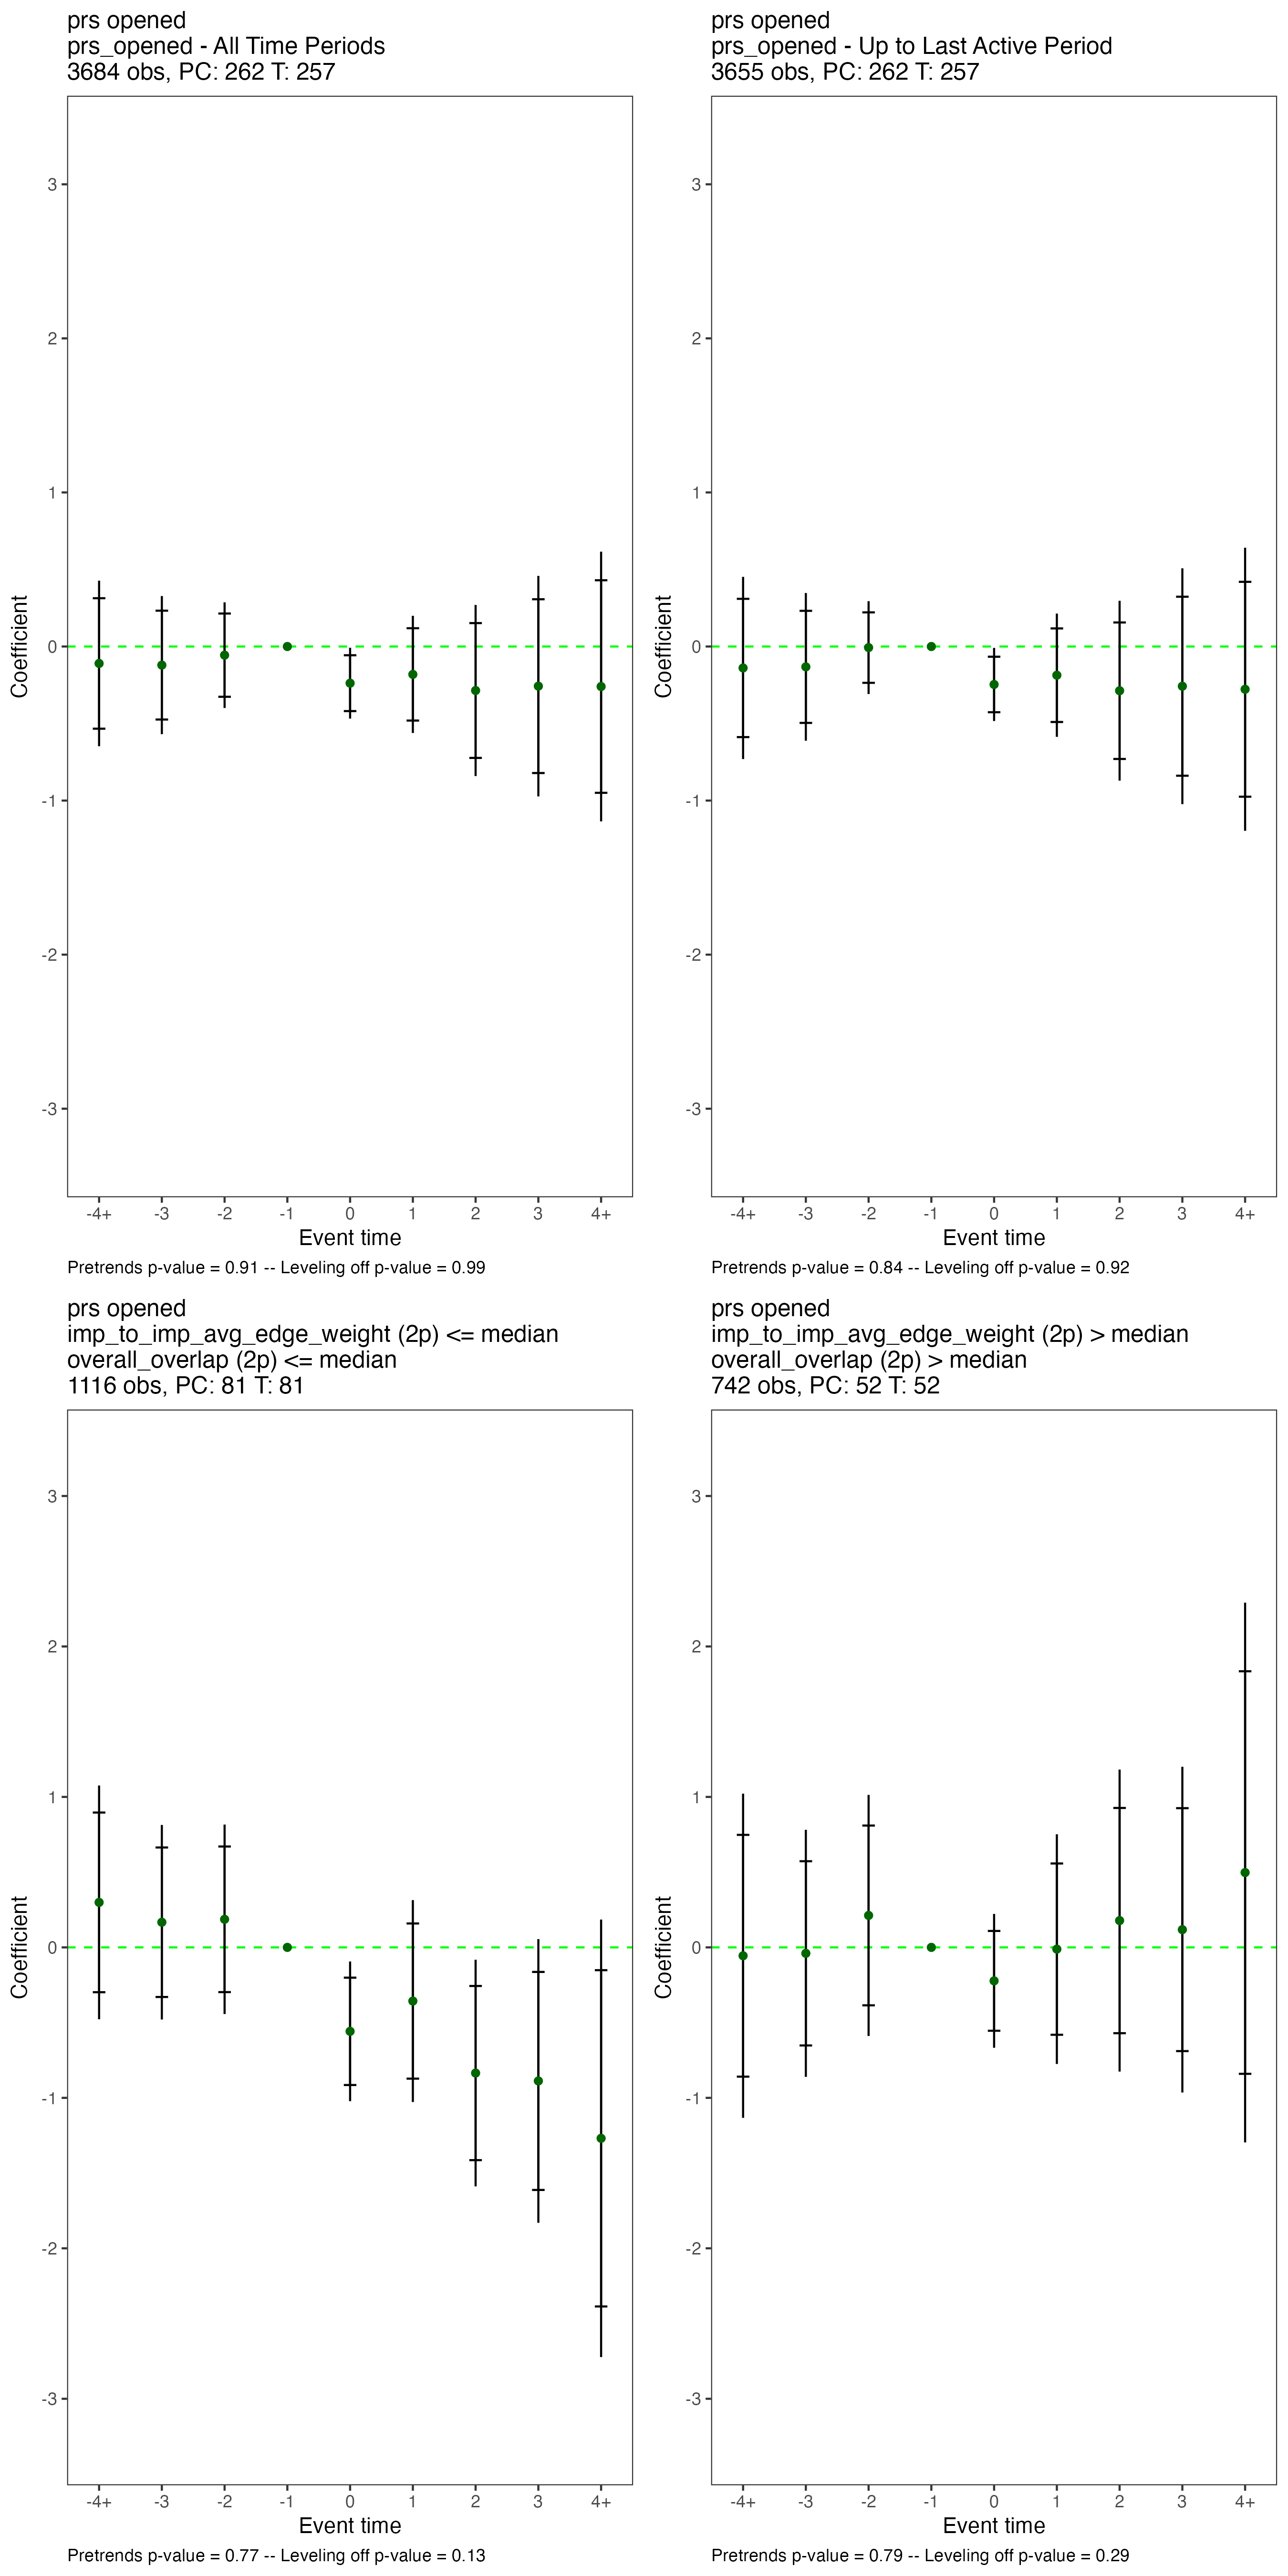 prs opened
prs_opened - All Time Periods
3684 obs, PC: 262 T: 257
3
2
1
0
-1
-2
-3
Coefficient
-4+ -3 -2 -1 0 1 2 3 4+
Event time
Pretrends p-value = 0.91 -- Leveling off p-value = 0.99
prs opened
prs_opened - Up to Last Active Period
3655 obs, PC: 262 T: 257
3
2
1
0
-1
-2
-3
Coefficient
-4+ -3 -2 -1 0 1 2 3 4+
Event time
Pretrends p-value = 0.84 -- Leveling off p-value = 0.92
prs opened
imp_to_imp_avg_edge_weight (2p) <= median
overall_overlap (2p) <= median
1116 obs, PC: 81 T: 81
3
2
1
0
-1
-2
-3
Coefficient
-4+ -3 -2 -1 0 1 2 3 4+
Event time
Pretrends p-value = 0.77 -- Leveling off p-value = 0.13
prs opened
imp_to_imp_avg_edge_weight (2p) > median
overall_overlap (2p) > median
742 obs, PC: 52 T: 52
3
2
1
0
-1
-2
-3
Coefficient
-4+ -3 -2 -1 0 1 2 3 4+
Event time
Pretrends p-value = 0.79 -- Leveling off p-value = 0.29